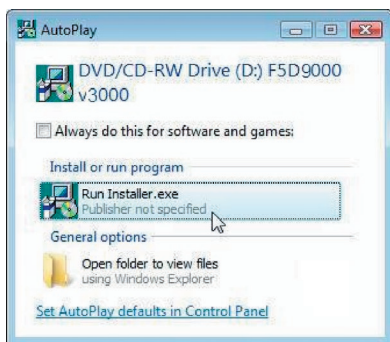 AutoPlay
DVD/CD-RW Drive (D:) F5D9000
v3000
Always do this for software and games:
Install or run program
Run Installer.exe
Publisher not specified
General options
Open folder to view files
using Windows Explorer
Set AutoPlay defaults in Control Panel